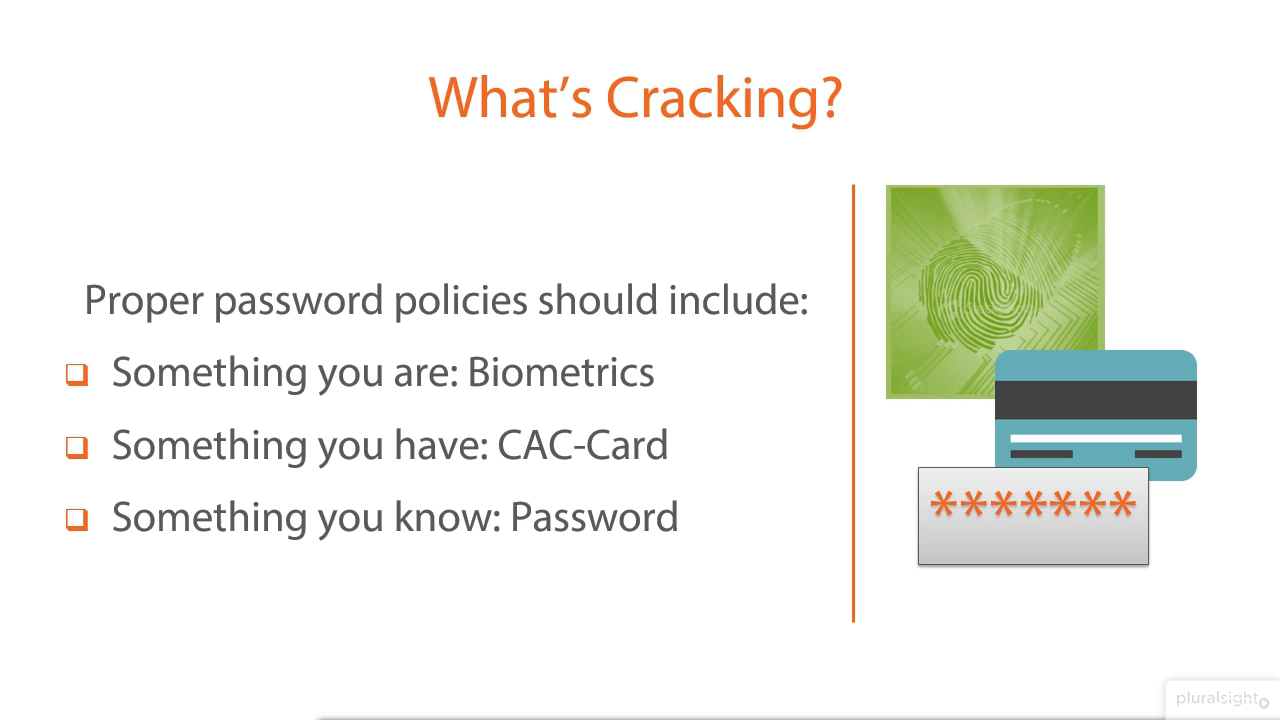 What’s Cracking?
Proper password policies should include:
Something you are: Biometrics
Something you have: CAC-Card
Something you know: Password
*******
pluralsight